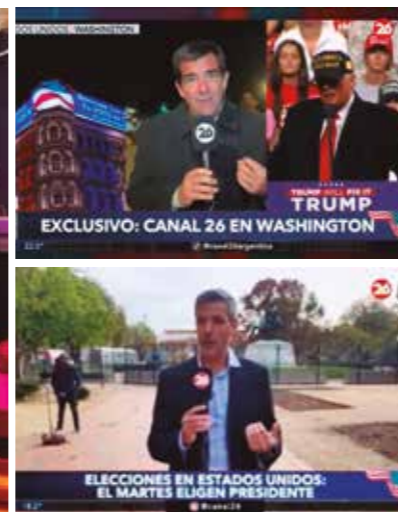 DOS UNIDOS, WASHINGTON
26
26
TRUMP WILL FIX IT
TRUMP
EXCLUSIVO: CANAL 26 EN WASHINGTON
26
26
ELECCIONES EN ESTADOS UNIDOS:
EL MARTES ELIGEN PRESIDENTE